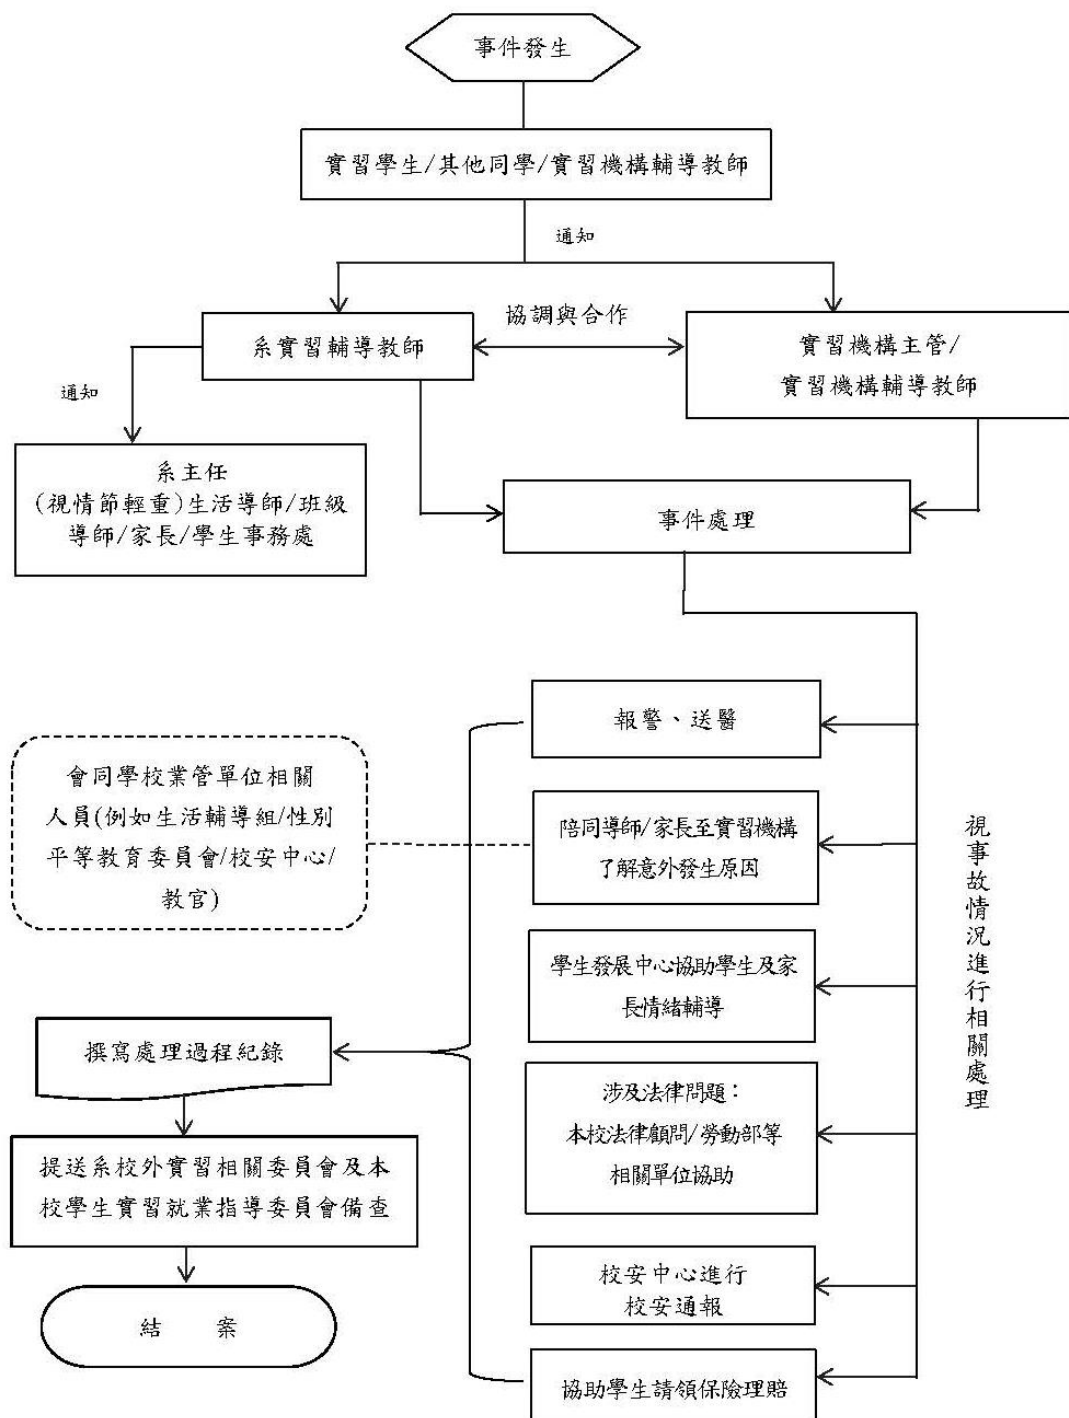 事件發生
實習學生/其他同學/實習機構輔導教師
通知
協調與合作
系實習輔導教師
實習機構主管/
實習機構輔導教師
通知
系主任
(視情節輕重)生活導師/班級
導師/家長/學生事務處
事件處理
視事故情況進行相關處理
報警、送醫
會同學校業管單位相關
人員(例如生活輔導組/性別
平等教育委員會/校安中心/
教官)
陪同導師/家長至實習機構
了解意外發生原因
學生發展中心協助學生及家
長情緒輔導
涉及法律問題：
本校法律顧問/勞動部等
相關單位協助
校安中心進行
校安通報
協助學生請領保險理賠
撰寫處理過程紀錄
提送系校外實習相關委員會及本
校學生實習就業指導委員會備查
結 案